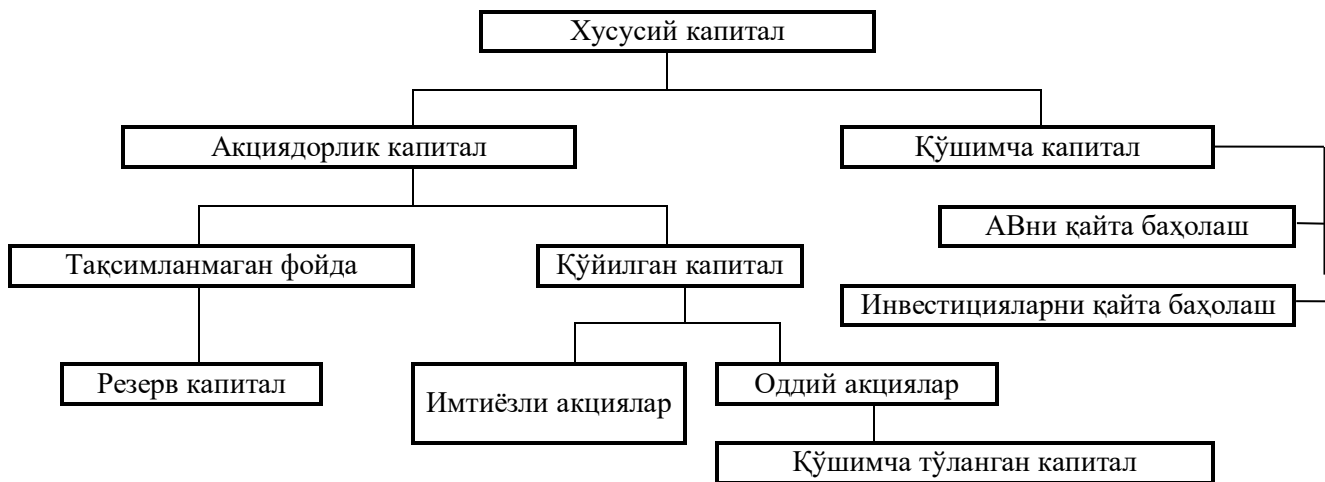 Хусусий капитал
Акциядорлик капитал
Қўшимча капитал
АВни қайта баҳолаш
Тақсимланмаган фойда
Қўйилган капитал
Инвестицияларни қайта баҳолаш
Резерв капитал
Имтиёзли акциялар
Оддий акциялар
Қўшимча тўланган капитал